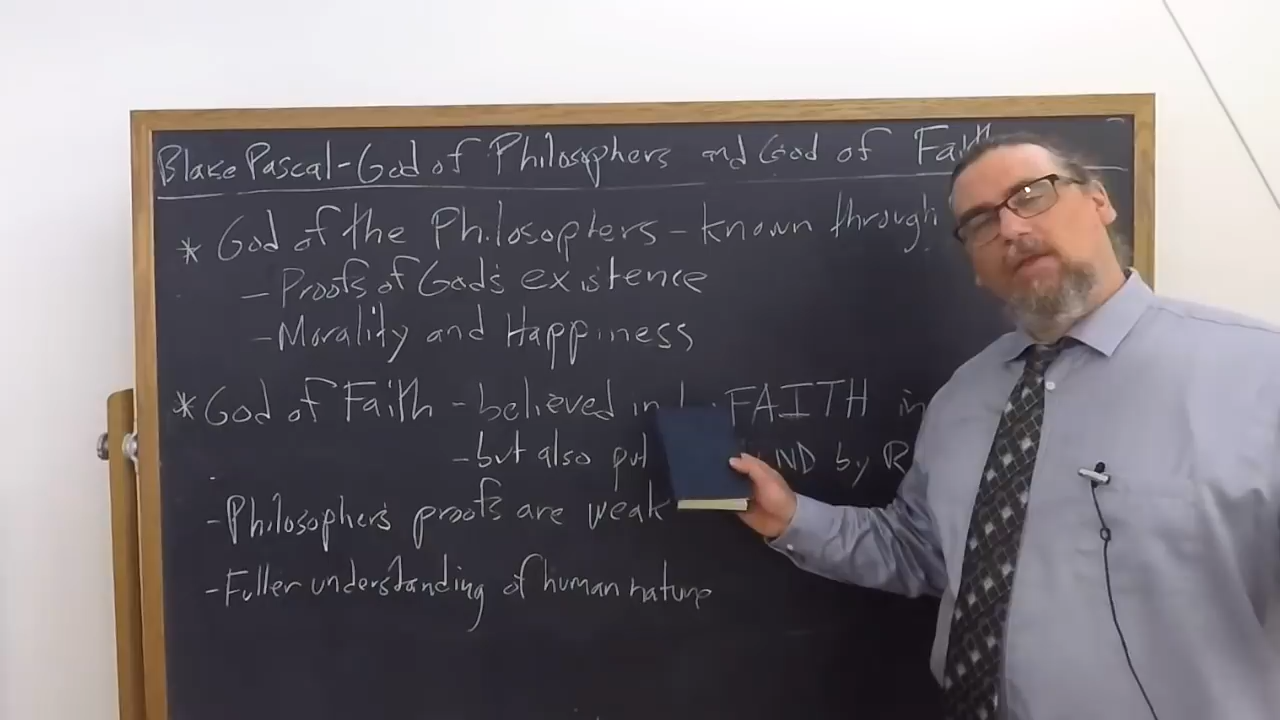 Blaise Pascal - God of Philosophers and God of Faith
* God of the Philosophers - known through
- Proofs of God's existence
- Morality and Happiness
* God of Faith - believed in FAITH in
- but also put by
- Philosophers proofs are weak
- Fuller understanding of human nature